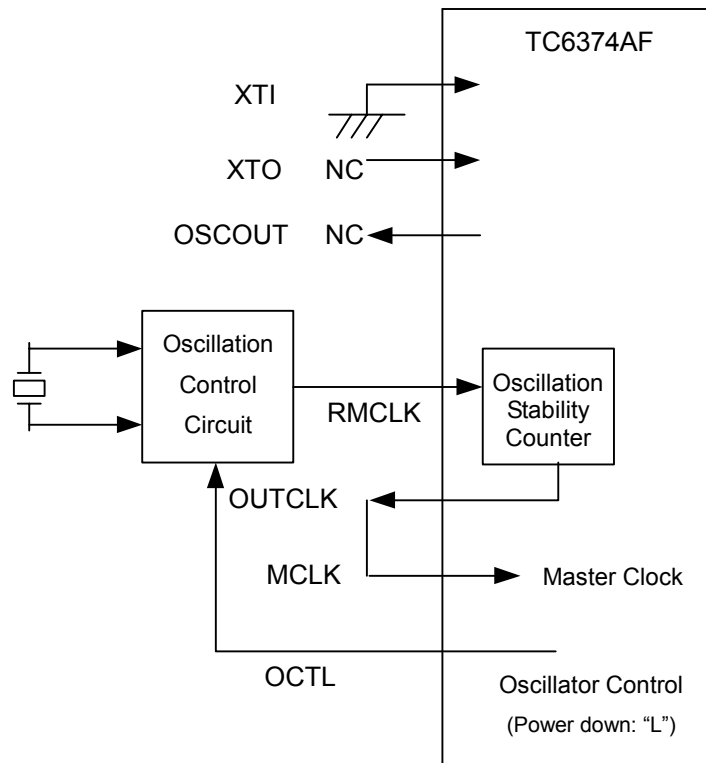 TC6374AF
XTI
XTO NC
OSCOUT NC
Oscillation
Control
Circuit
RMCLK
Oscillation
Stability
Counter
OUTCLK
MCLK
Master Clock
OCTL
Oscillator Control
(Power down: “L”)